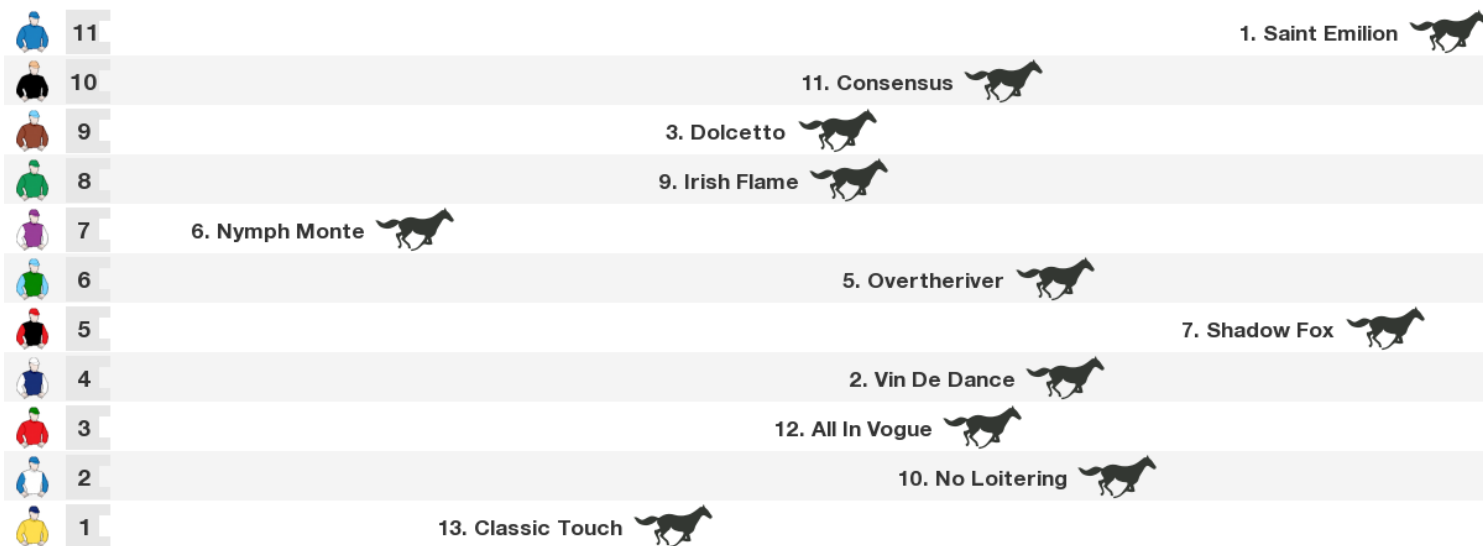 11 1. Saint Emilion
10 11. Consensus
9 3. Dolcetto
8 9. Irish Flame
7 6. Nymph Monte
6 5. Overtheriver
5 7. Shadow Fox
4 2. Vin De Dance
3 12. All In Vogue
2 10. No Loitering
1 13. Classic Touch